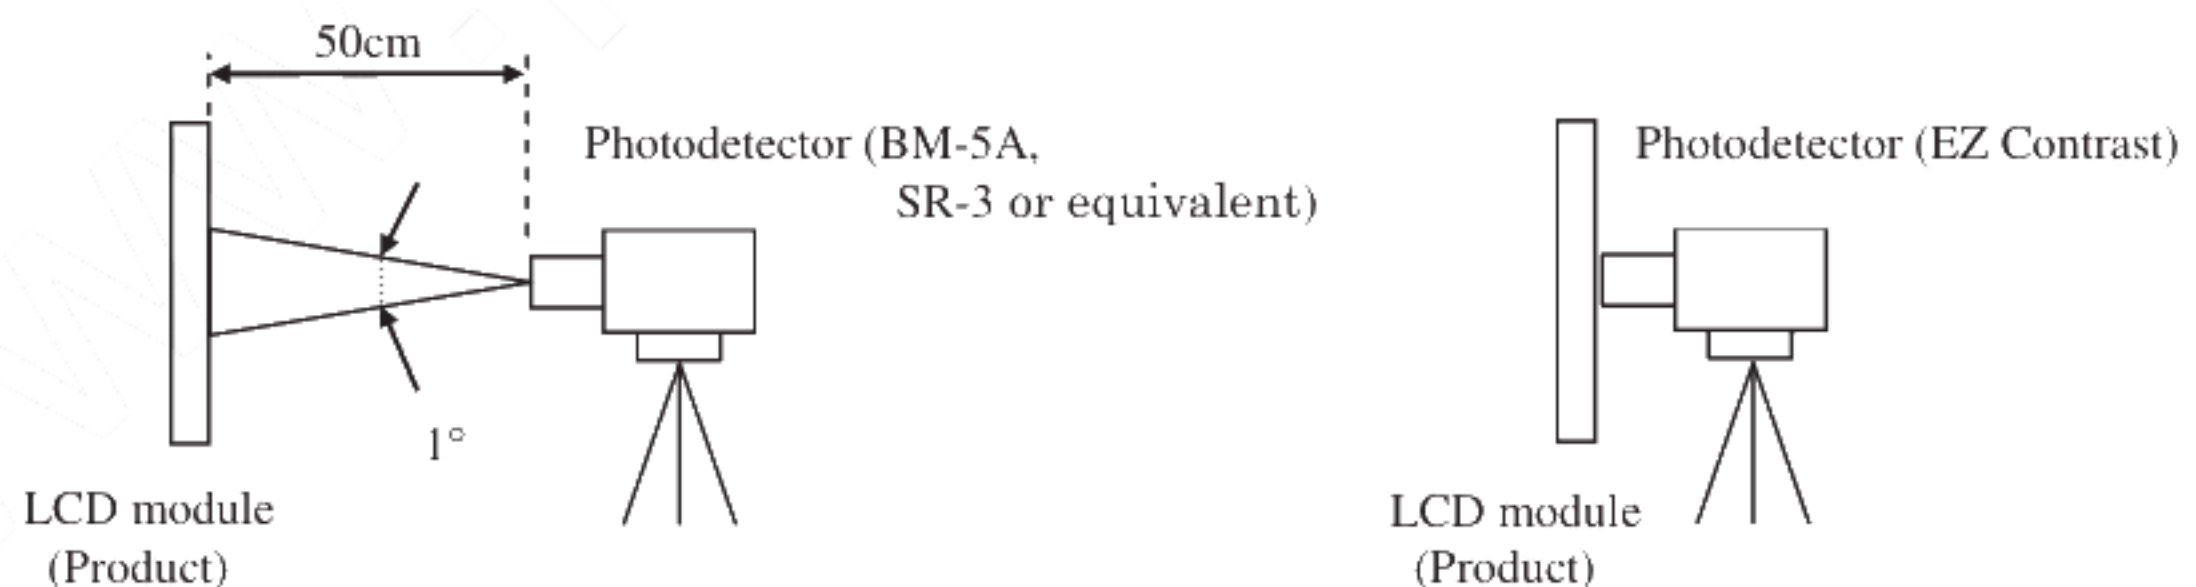 50cm
Photodetector (BM-5A,
SR-3 or equivalent)
1°
LCD module
(Product)
Photodetector (EZ Contrast)
LCD module
(Product)